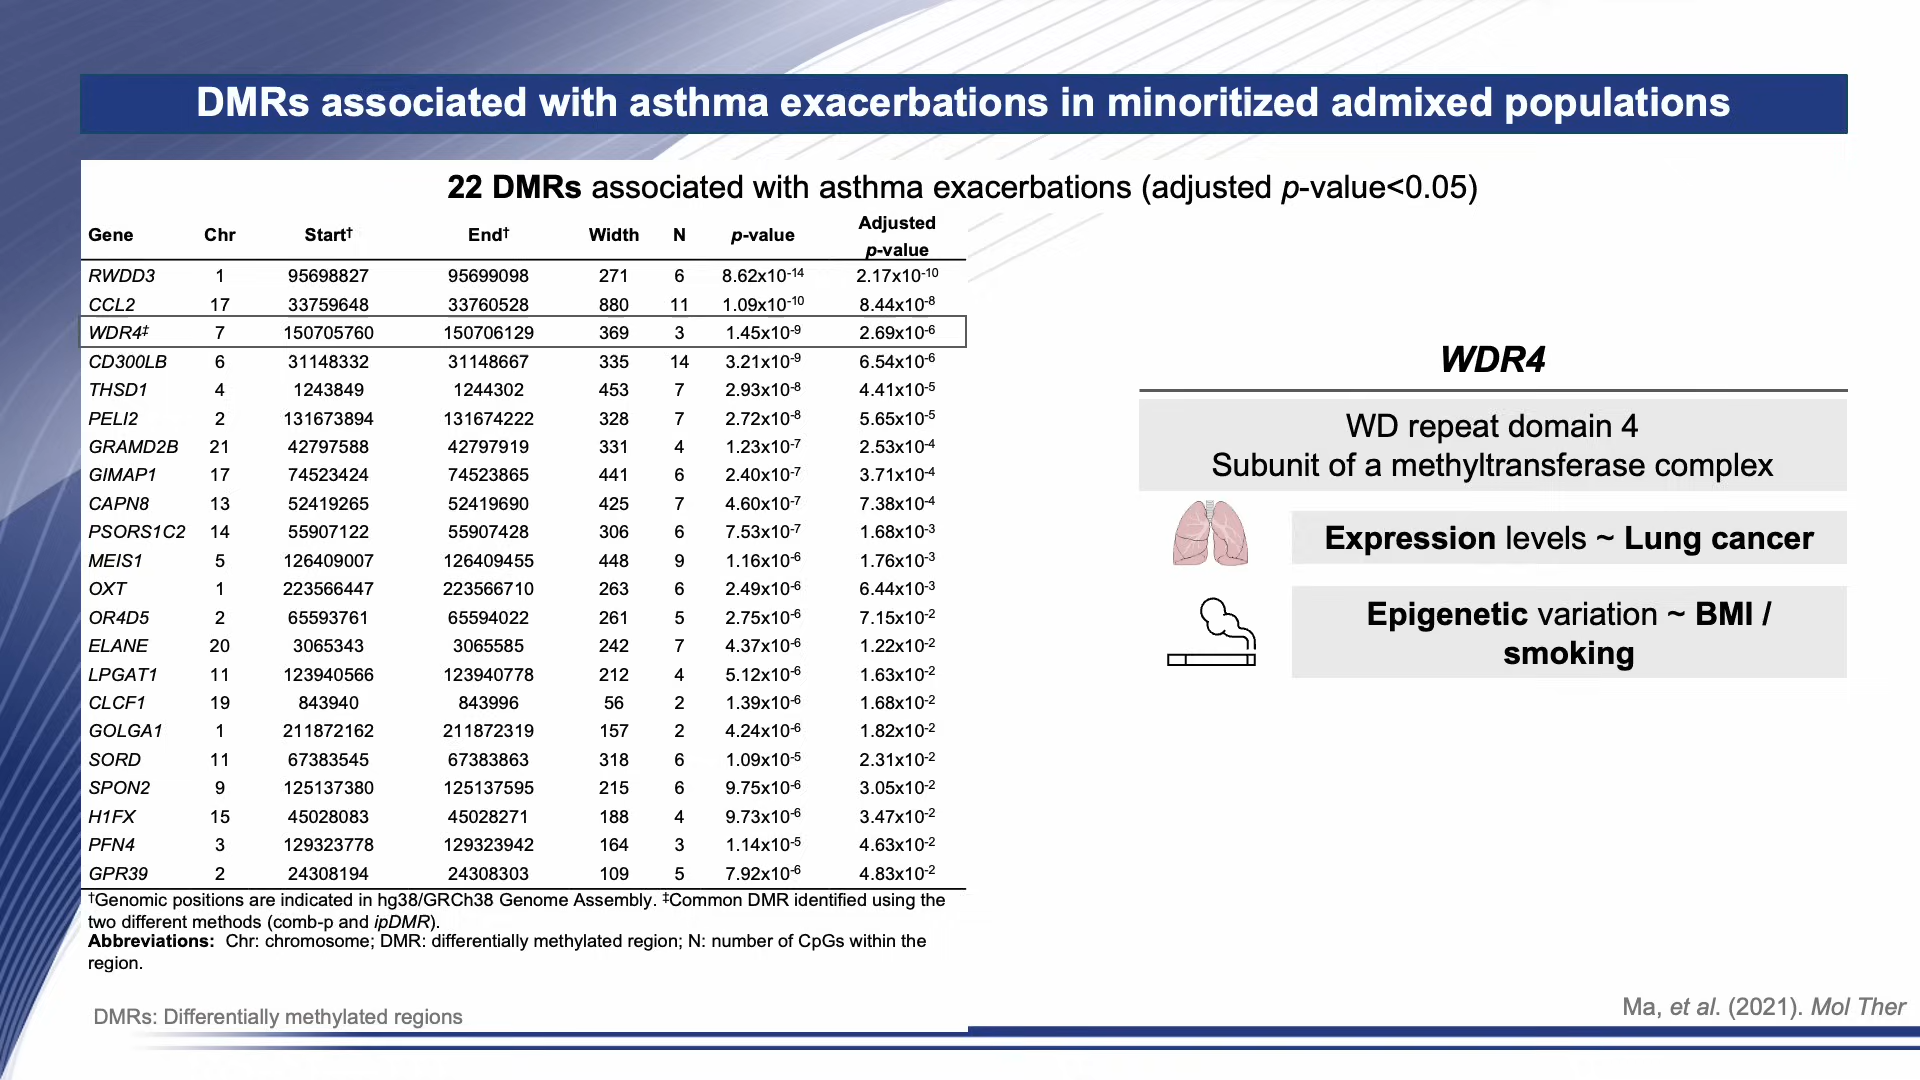 DMRs associated with asthma exacerbations in minoritized admixed populations
22 DMRs associated with asthma exacerbations (adjusted p-value<0.05)
Gene Chr Start† End† Width N p-value Adjusted p-value
RWDD3 1 95698827 95699098 271 6 8.62x10⁻¹⁴ 2.17x10⁻¹⁰
CCL2 17 33759648 33760528 880 11 1.09x10⁻¹⁰ 8.44x10⁻⁸
WDR4‡ 7 150705760 150706129 369 3 1.45x10⁻⁹ 2.69x10⁻⁶
CD300LB 6 31148332 31148667 335 14 3.21x10⁻⁹ 6.54x10⁻⁶
THSD1 4 1243849 1244302 453 7 2.93x10⁻⁸ 4.41x10⁻⁵
PELI2 2 131673894 131674222 328 7 2.72x10⁻⁸ 5.65x10⁻⁵
GRAMD2B 21 42797588 42797919 331 4 1.23x10⁻⁷ 2.53x10⁻⁴
GIMAP1 17 74523424 74523865 441 6 2.40x10⁻⁷ 3.71x10⁻⁴
CAPN8 13 52419265 52419690 425 7 4.60x10⁻⁷ 7.38x10⁻⁴
PSORS1C2 14 55907122 55907428 306 6 7.53x10⁻⁷ 1.68x10⁻³
MEIS1 5 126409007 126409455 448 9 1.16x10⁻⁶ 1.76x10⁻³
OXT 1 223566447 223566710 263 6 2.49x10⁻⁶ 6.44x10⁻³
OR4D5 2 65593761 65594022 261 5 2.75x10⁻⁶ 7.15x10⁻²
ELANE 20 3065343 3065585 242 7 4.37x10⁻⁶ 1.22x10⁻²
LPGAT1 11 123940566 123940778 212 4 5.12x10⁻⁶ 1.63x10⁻²
CLCF1 19 843940 843996 56 2 1.39x10⁻⁶ 1.68x10⁻²
GOLGA1 1 211872162 211872319 157 2 4.24x10⁻⁶ 1.82x10⁻²
SORD 11 67383545 67383863 318 6 1.09x10⁻⁵ 2.31x10⁻²
SPON2 9 125137380 125137595 215 6 9.75x10⁻⁶ 3.05x10⁻²
H1FX 15 45028083 45028271 188 4 9.73x10⁻⁶ 3.47x10⁻²
PFN4 3 129323778 129323942 164 3 1.14x10⁻⁵ 4.63x10⁻²
GPR39 2 24308194 24308303 109 5 7.92x10⁻⁶ 4.83x10⁻²
†Genomic positions are indicated in hg38/GRCh38 Genome Assembly. ‡Common DMR identified using the
two different methods (comb-p and ipDMR).
Abbreviations: Chr: chromosome; DMR: differentially methylated region; N: number of CpGs within the
region.
WDR4
WD repeat domain 4
Subunit of a methyltransferase complex
Expression levels ~ Lung cancer
Epigenetic variation ~ BMI /
smoking
Ma, et al. (2021). Mol Ther
DMRs: Differentially methylated regions